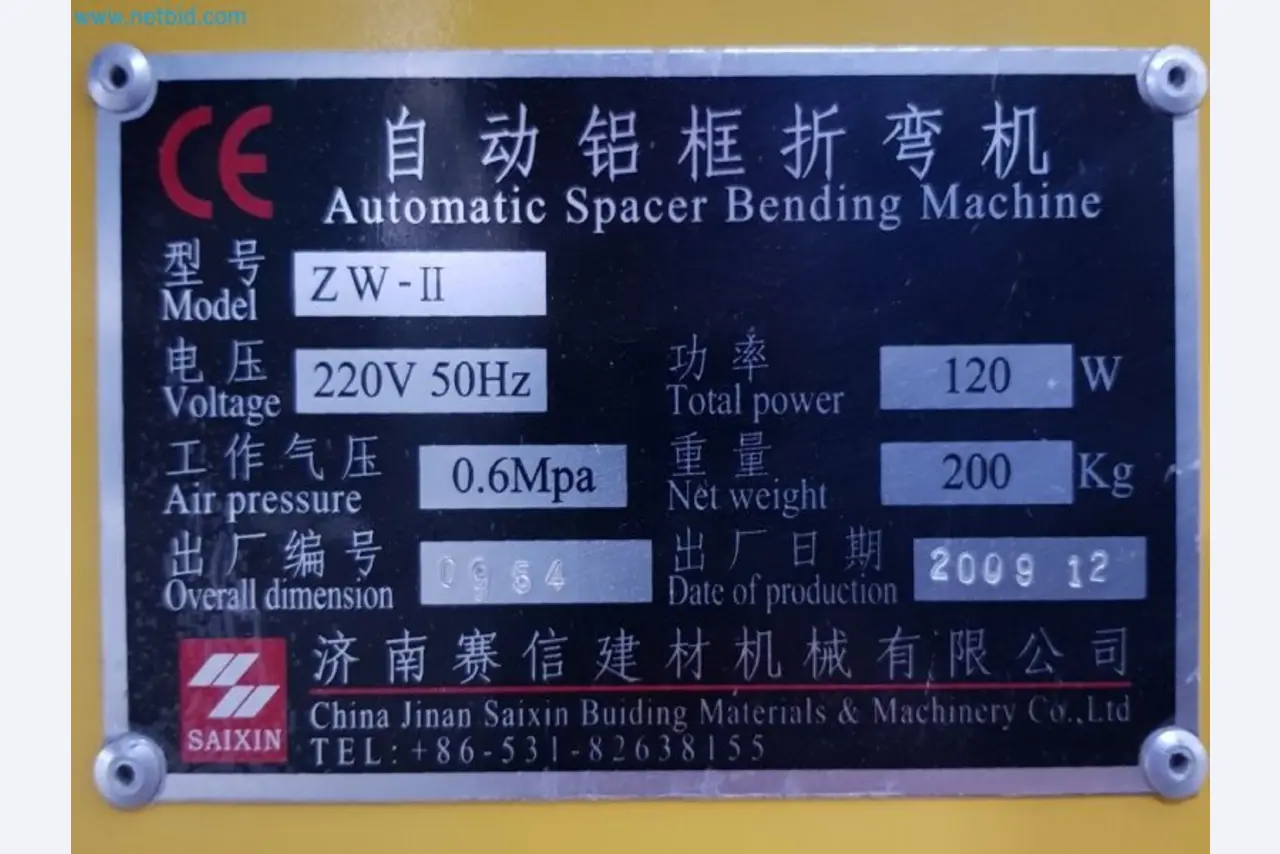 www.netbid.com
CE 自动铝框折弯机
Automatic Spacer Bending Machine
型号
Model ZW-II
电压 功率
Voltage 220V 50Hz Total power 120 W
工作气压 重量
Air pressure 0.6Mpa Net weight 200 Kg
出厂编号 出厂日期
Overall dimension 0954 Date of production 2009 12
济南赛信建材机械有限公司
China Jinan Saixin Buiding Materials & Machinery Co.,Ltd
SAIXIN TEL:+86-531-82638155